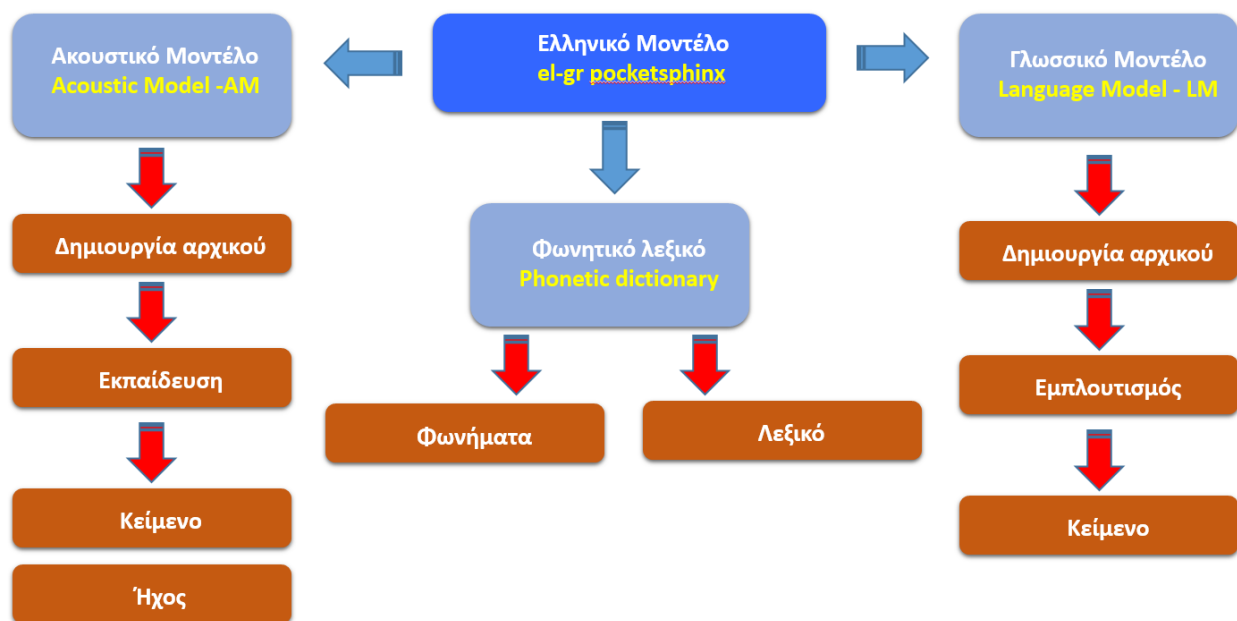 Ακουστικό Μοντέλο
Acoustic Model -AM
Δημιουργία αρχικού
Εκπαίδευση
Κείμενο
Ήχος
Ελληνικό Μοντέλο
el-gr pocketsphinx
Φωνητικό λεξικό
Phonetic dictionary
Φωνήματα
Λεξικό
Γλωσσικό Μοντέλο
Language Model - LM
Δημιουργία αρχικού
Εμπλουτισμός
Κείμενο